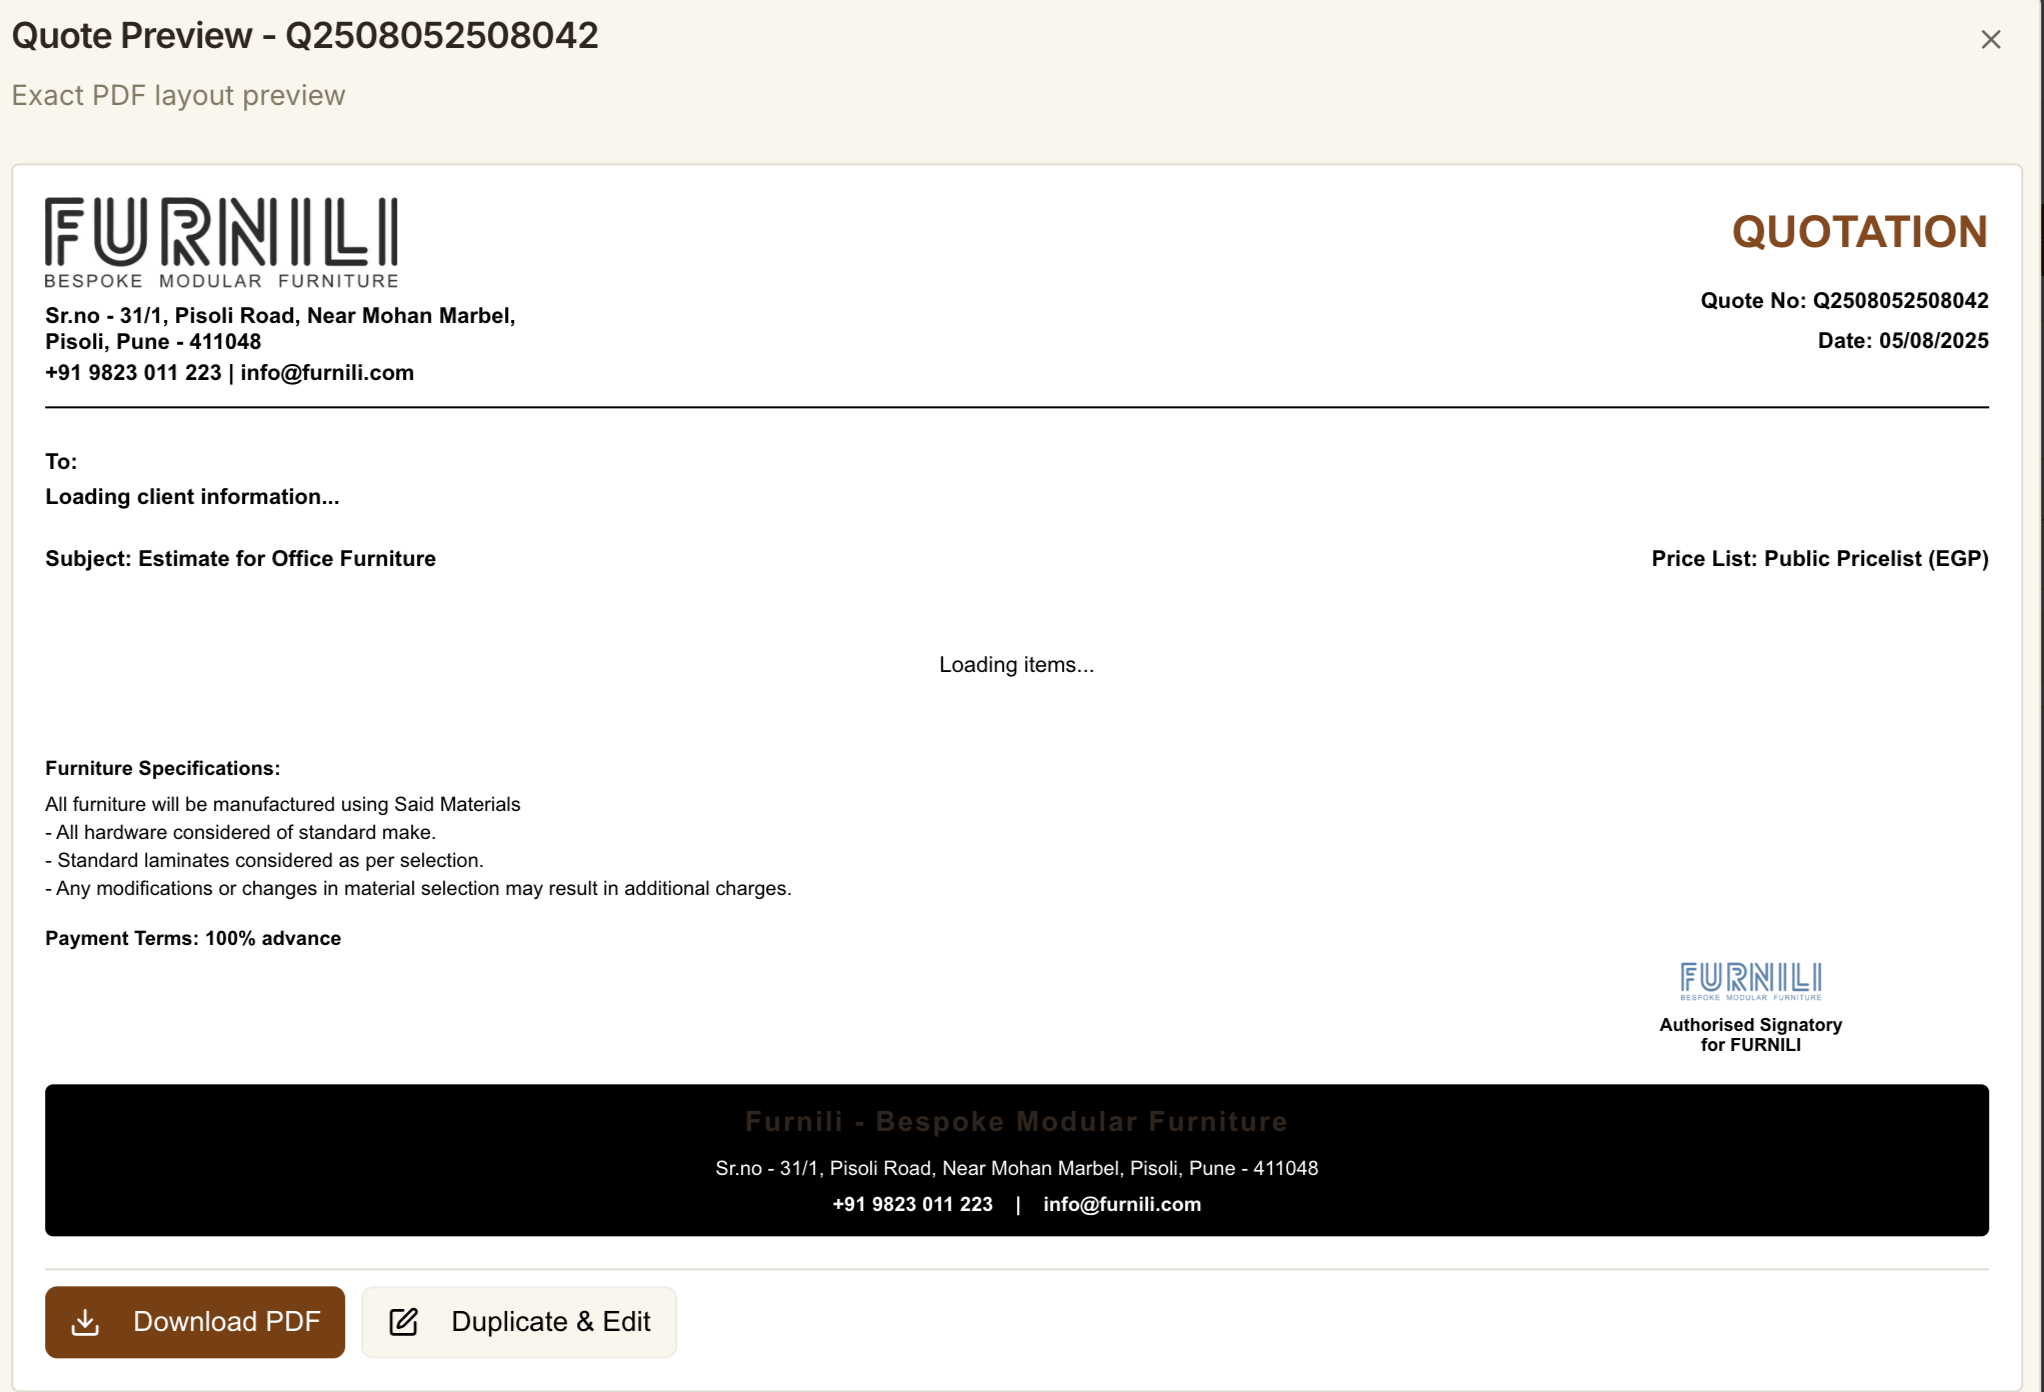 Quote Preview - Q2508052508042
Exact PDF layout preview
FURNILI
BESPOKE MODULAR FURNITURE
Sr.no - 31/1, Pisoli Road, Near Mohan Marbel,
Pisoli, Pune - 411048
+91 9823 011 223 | info@furnili.com
QUOTATION
Quote No: Q2508052508042
Date: 05/08/2025
To:
Loading client information...
Subject: Estimate for Office Furniture
Price List: Public Pricelist (EGP)
Loading items...
Furniture Specifications:
All furniture will be manufactured using Said Materials
- All hardware considered of standard make.
- Standard laminates considered as per selection.
- Any modifications or changes in material selection may result in additional charges.
Payment Terms: 100% advance
FURNILI
BESPOKE MODULAR FURNITURE
Authorised Signatory
for FURNILI
Furnili - Bespoke Modular Furniture
Sr.no - 31/1, Pisoli Road, Near Mohan Marbel, Pisoli, Pune - 411048
+91 9823 011 223 | info@furnili.com
Download PDF
Duplicate & Edit